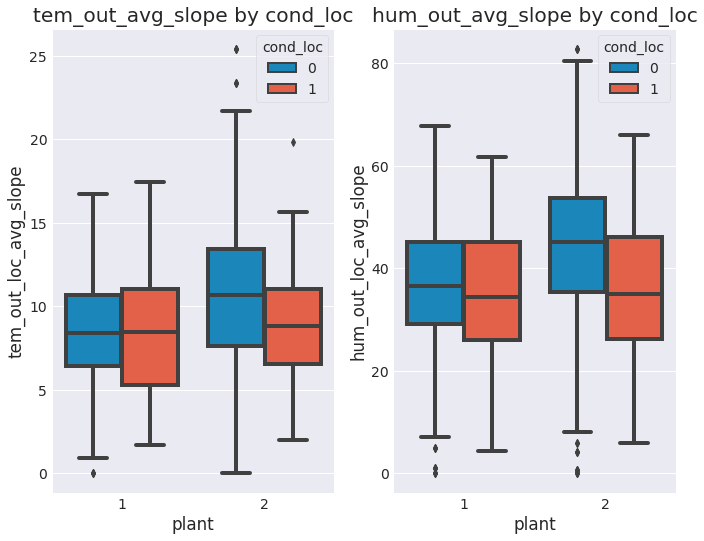 tem_out_avg_slope by cond_loc
cond_loc
0
1
25
20
15
10
5
0
tem_out_loc_avg_slope
1
2
plant
hum_out_avg_slope by cond_loc
cond_loc
0
1
80
60
40
20
0
hum_out_loc_avg_slope
1
2
plant